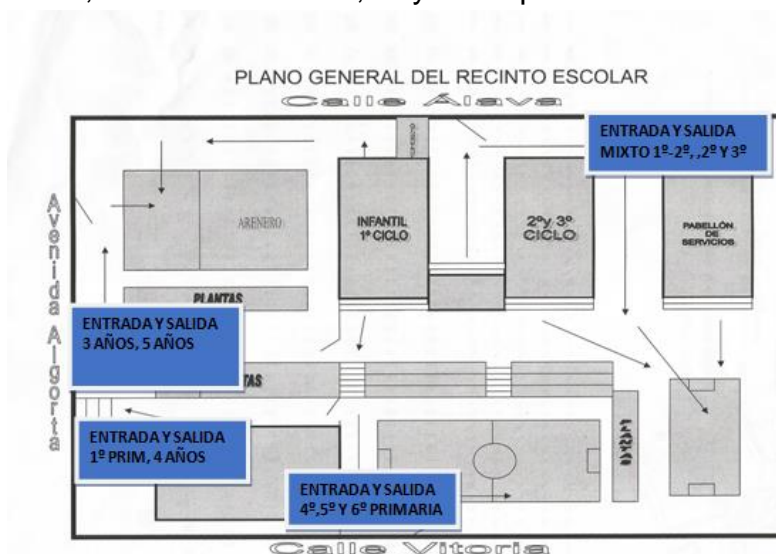 PLANO GENERAL DEL RECINTO ESCOLAR
Calle Álava
ENTRADA Y SALIDA
MIXTO 1º-2º, ,2º Y 3º
Avenida Algorta
ARENERO
INFANTIL
1º CICLO
2º y 3º
CICLO
PABELLÓN
DE
SERVICIOS
PLANTAS
ENTRADA Y SALIDA
3 AÑOS, 5 AÑOS
TAS
ENTRADA Y SALIDA
1º PRIM, 4 AÑOS
ENTRADA Y SALIDA
4º,5º Y 6º PRIMARIA
Calle Vitoria